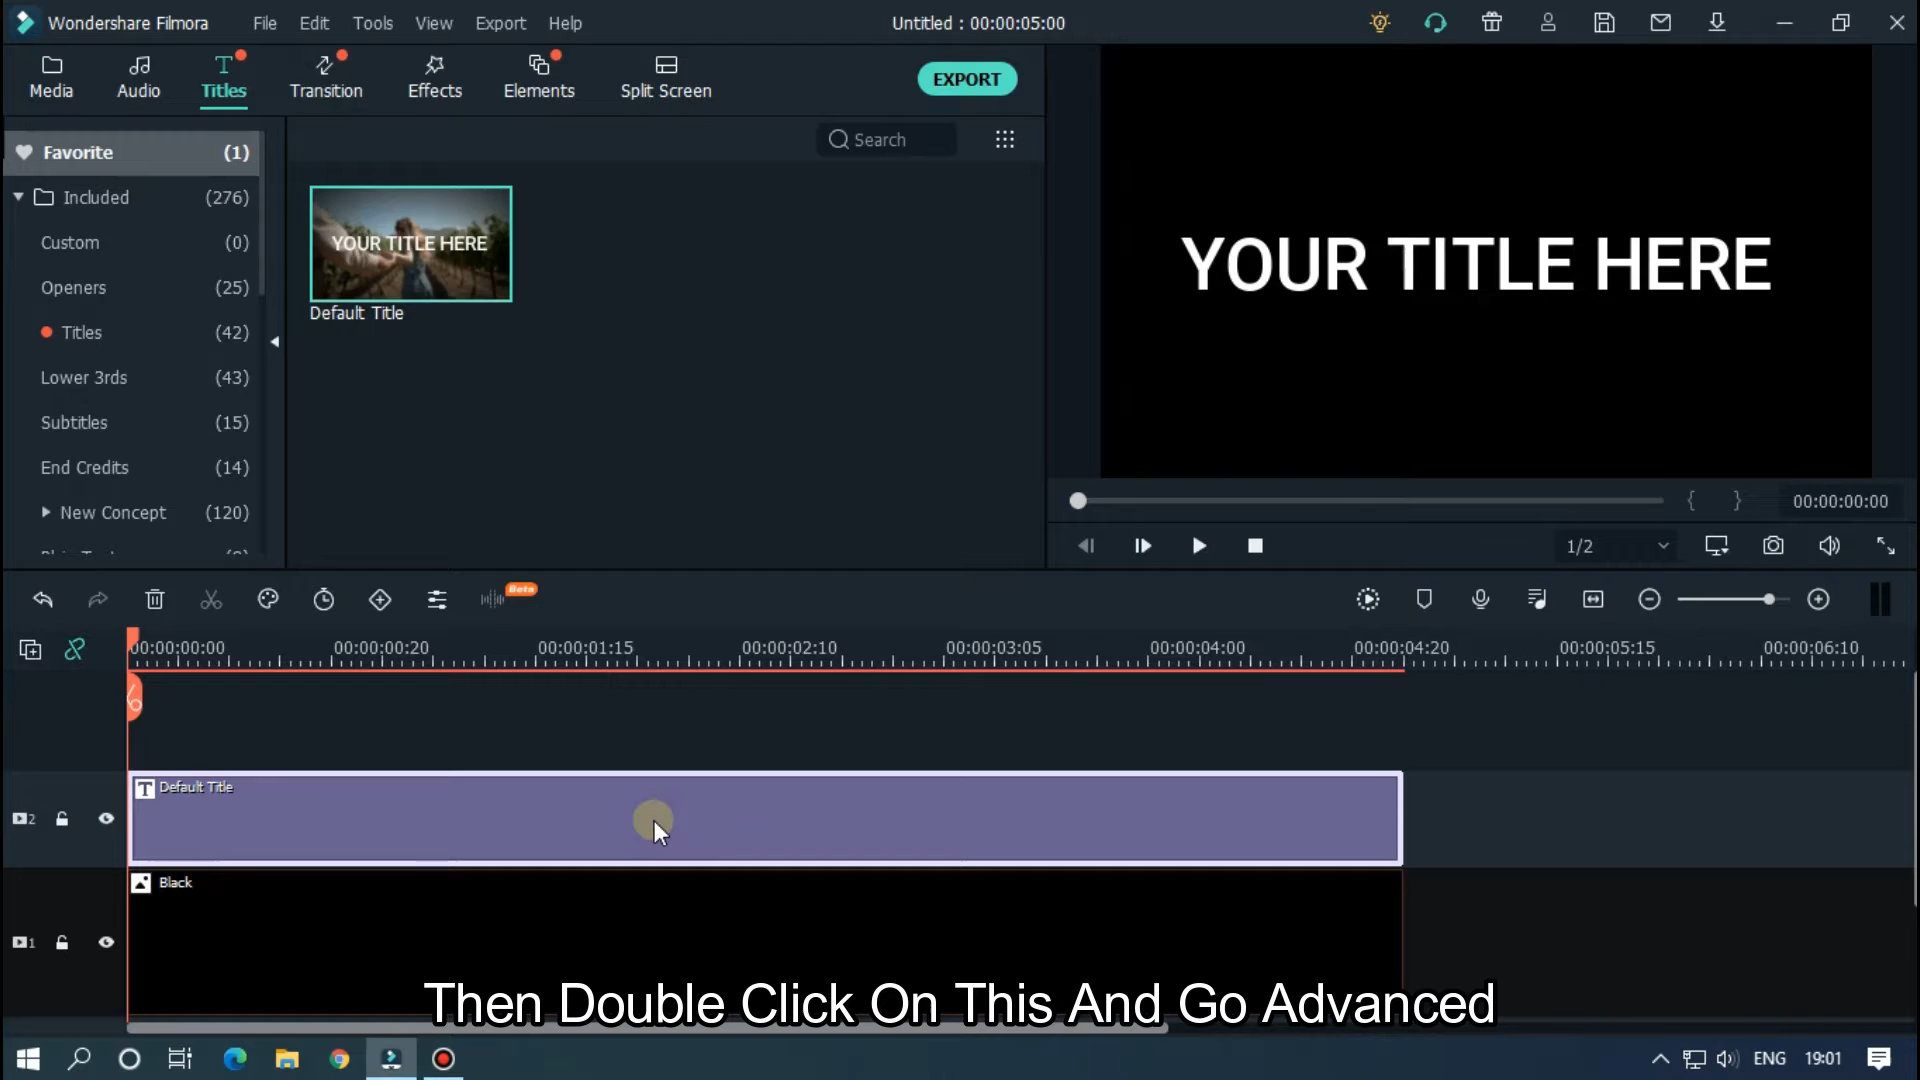 Wondershare Filmora File Edit Tools View Export Help Untitled : 00:00:05:00
Media Audio Titles Transition Effects Elements Split Screen EXPORT
Favorite (1)
Search
Included (276)
Custom (0)
Openers (25)
Titles (42)
Lower 3rds (43)
Subtitles (15)
End Credits (14)
New Concept (120)
YOUR TITLE HERE
Default Title
YOUR TITLE HERE
00:00:00:00
1/2
Beta
00:00:00:00 00:00:00:20 00:00:01:15 00:00:02:10 00:00:03:05 00:00:04:00 00:00:04:20 00:00:05:15 00:00:06:10
T Default Title
2
Black
1
Then Double Click On This And Go Advanced
ENG 19:01